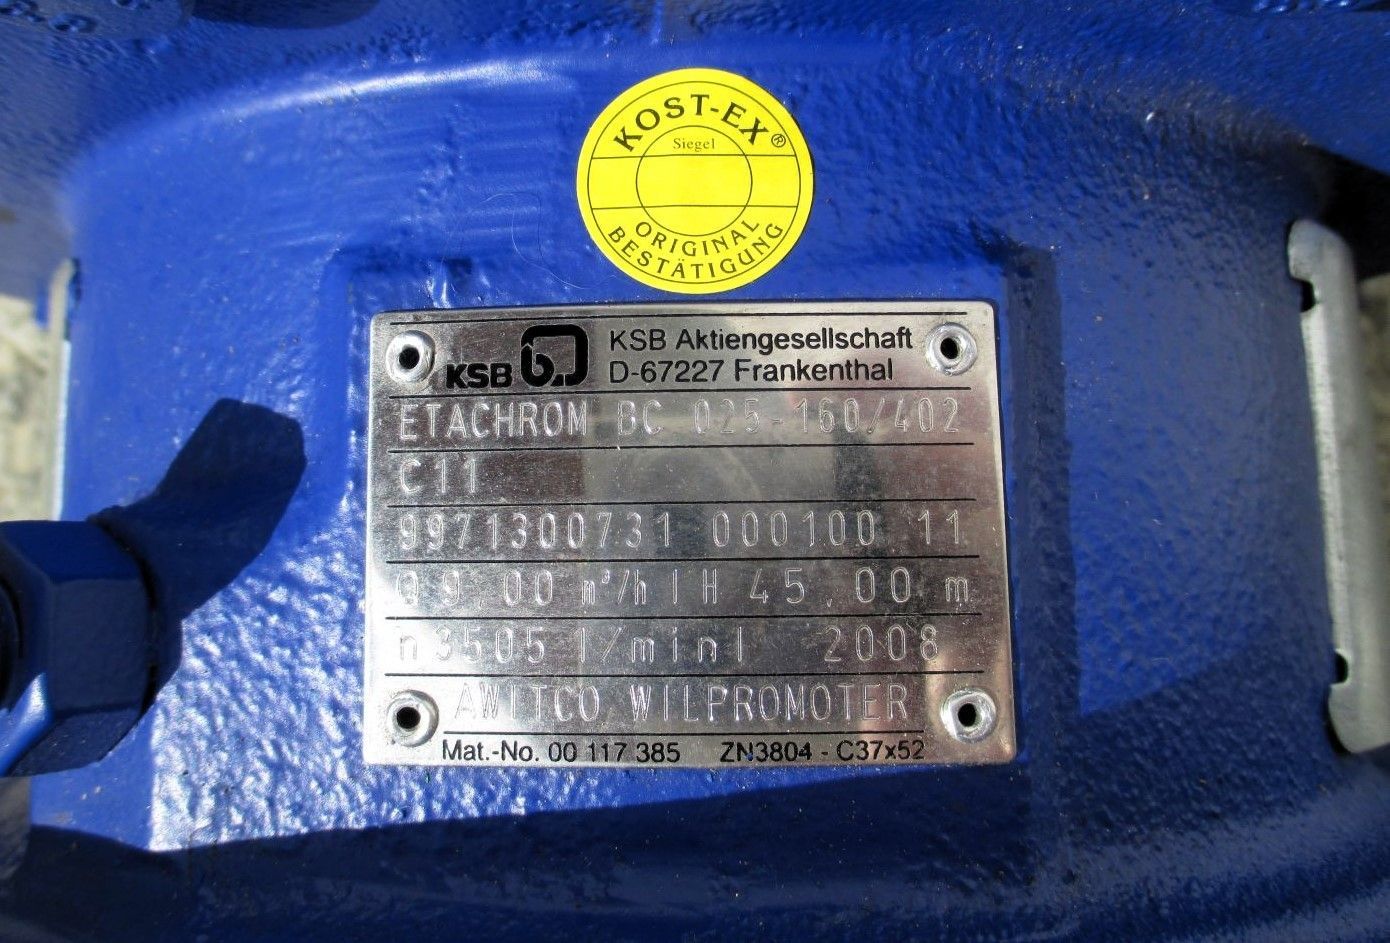 KOST-EX®
Siegel
ORIGINAL
BESTÄTIGUNG
KSB KSB Aktiengesellschaft
D-67227 Frankenthal
ETACHROM BC 025-160/402
C11
9971300731 000100 11
Q 9,00 m³/h | H 45,00 m
n 3505 1/min | 2008
AWITCO WILPROMOTER
Mat.-No. 00 117 385 ZN3804 - C37x52